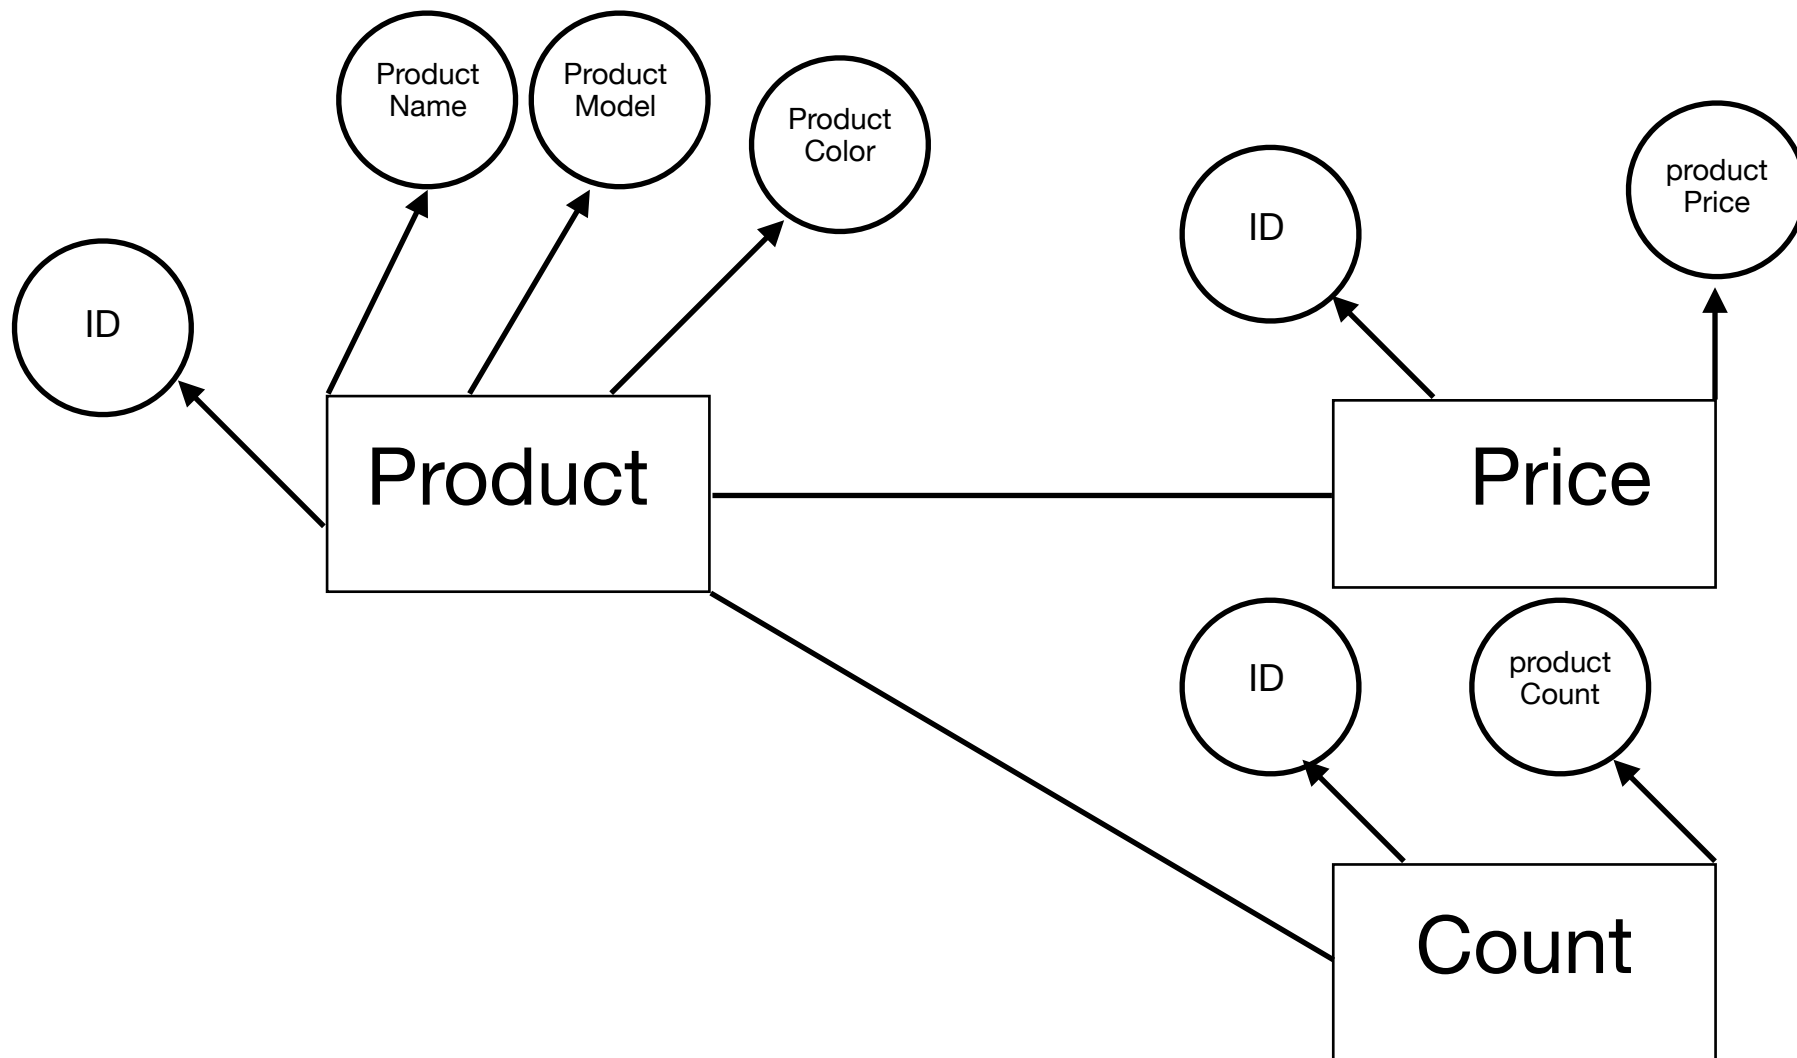 Product
Name
Product
Model
Product
Color
ID
product
Price
ID
Product
Price
ID
product
Count
Count